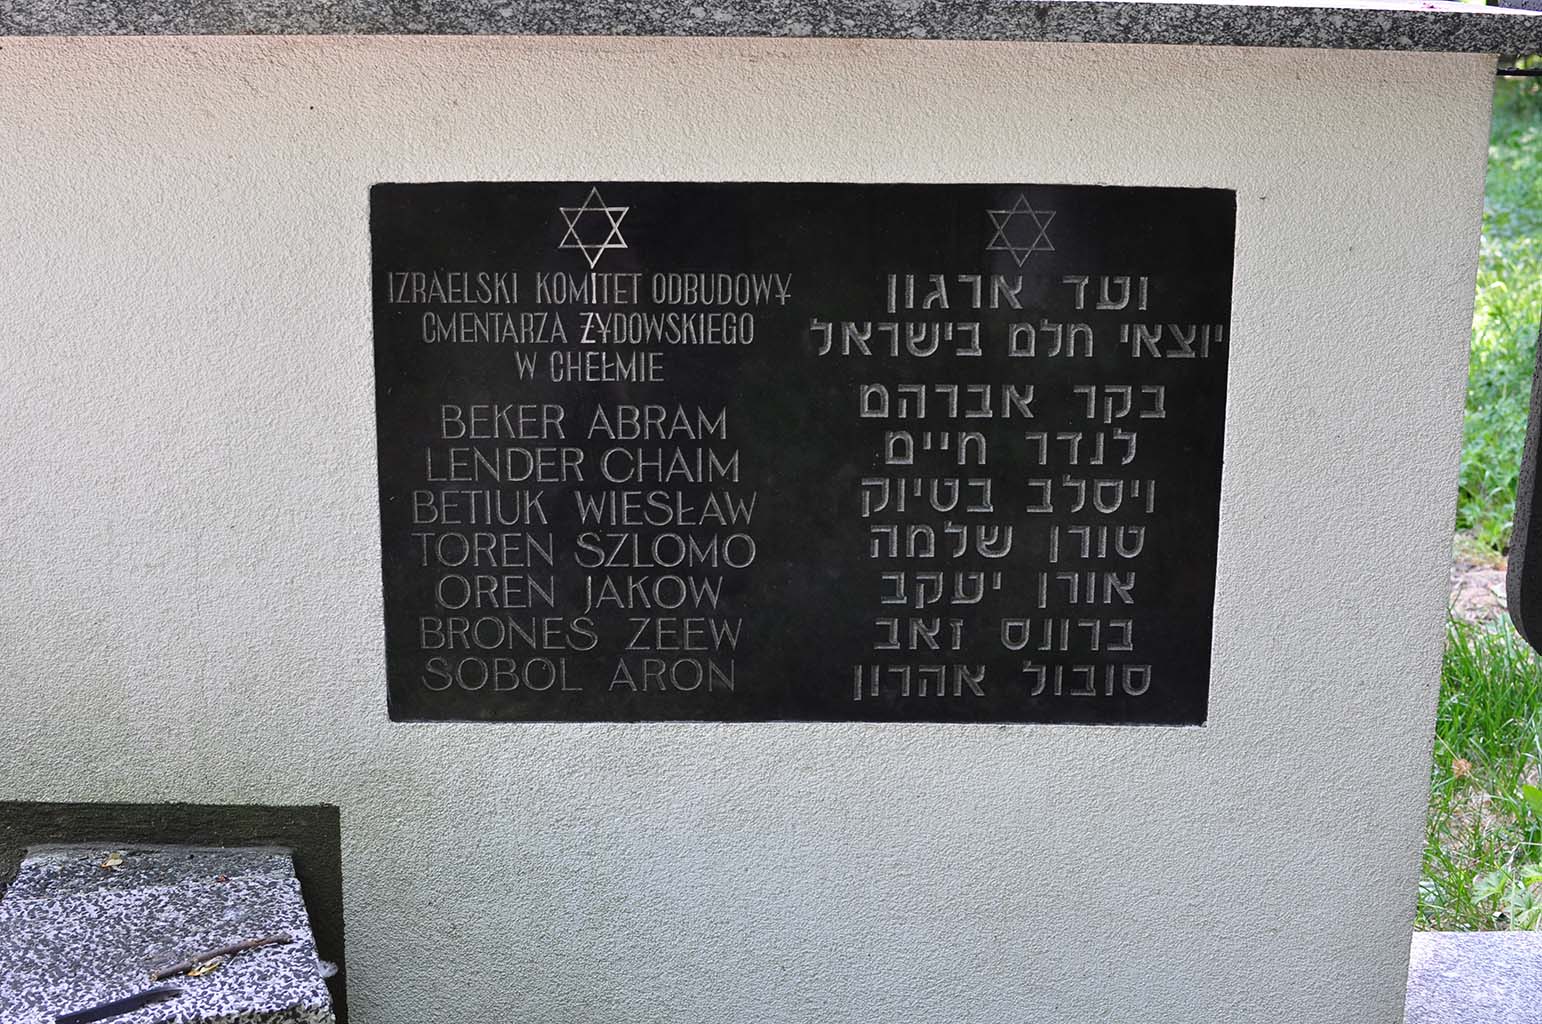 IZRAELSKI KOMITET ODBUDOWY
CMENTARZA ŻYDOWSKIEGO
W CHEŁMIE
BEKER ABRAM
LENDER CHAIM
BETIUK WIESŁAW
TOREN SZLOMO
OREN JAKOW
BRONES ZEEW
SOBOL ARON
ועד ארגון
יוצאי חלם בישראל
בקר אברהם
לנדר חיים
ויסלב בטיוק
טורן שלמה
אורן יעקב
ברונס זאב
סובול אהרון